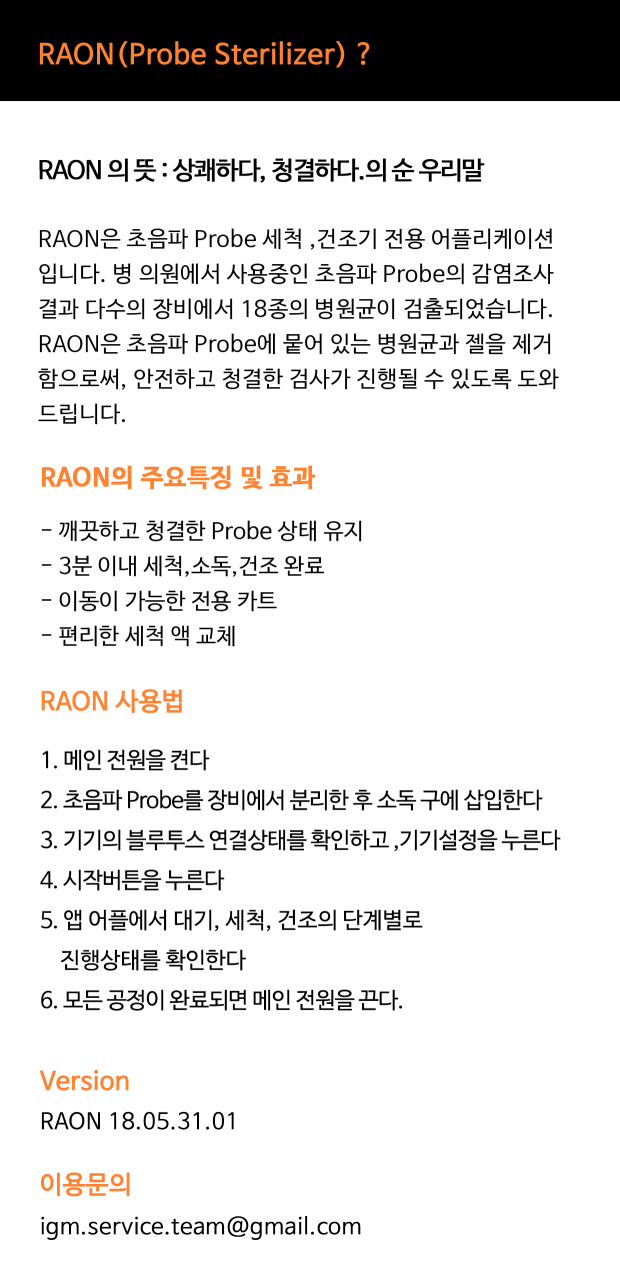 RAON(Probe Sterilizer) ?
RAON 의 뜻 : 상쾌하다, 청결하다.의 순 우리말
RAON은 초음파 Probe 세척 ,건조기 전용 어플리케이션
입니다. 병 의원에서 사용중인 초음파 Probe의 감염조사
결과 다수의 장비에서 18종의 병원균이 검출되었습니다.
RAON은 초음파 Probe에 뭍어 있는 병원균과 젤을 제거
함으로써, 안전하고 청결한 검사가 진행될 수 있도록 도와
드립니다.
RAON의 주요특징 및 효과
- 깨끗하고 청결한 Probe 상태 유지
- 3분 이내 세척,소독,건조 완료
- 이동이 가능한 전용 카트
- 편리한 세척 액 교체
RAON 사용법
1. 메인 전원을 켠다
2. 초음파 Probe를 장비에서 분리한 후 소독 구에 삽입한다
3. 기기의 블루투스 연결상태를 확인하고 ,기기설정을 누른다
4. 시작버튼을 누른다
5. 앱 어플에서 대기, 세척, 건조의 단계별로
진행상태를 확인한다
6. 모든 공정이 완료되면 메인 전원을 끈다.
Version
RAON 18.05.31.01
이용문의
igm.service.team@gmail.com